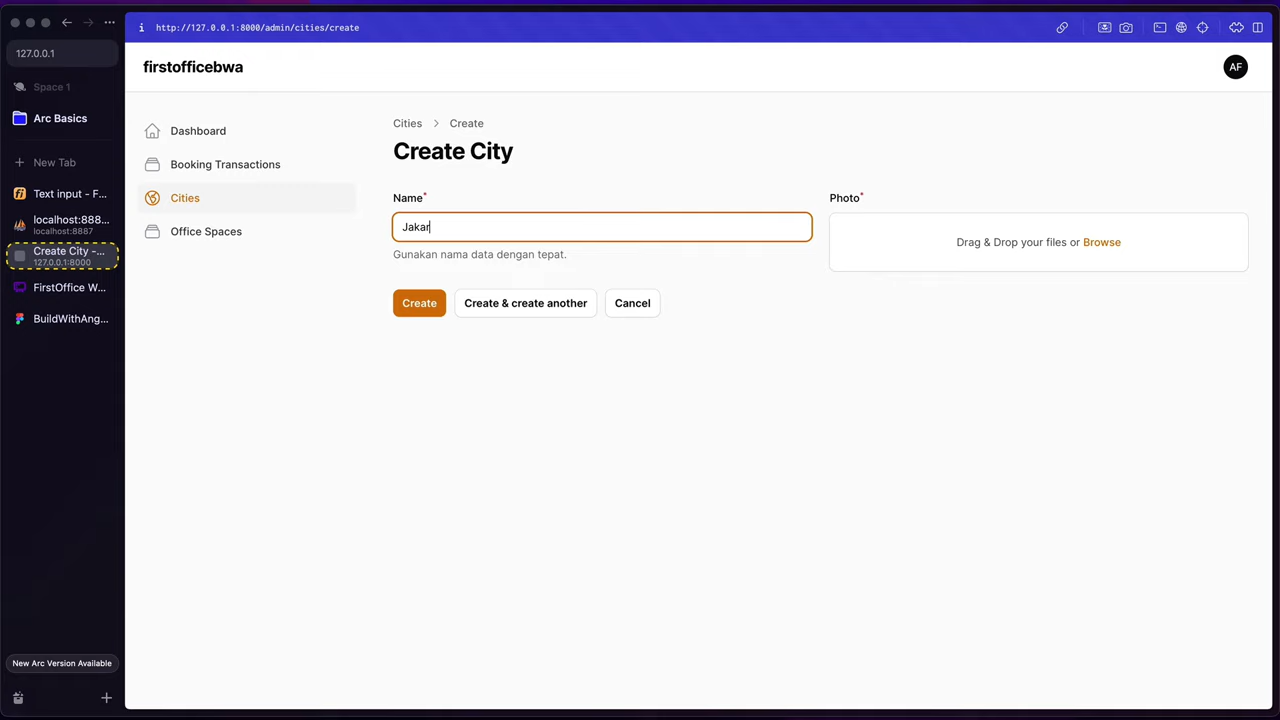 http://127.0.0.1:8000/admin/cities/create
127.0.0.1
Space 1
Arc Basics
New Tab
Text input - F...
localhost:888...
localhost:8887
Create City -...
127.0.0.1:8000
FirstOffice W...
BuildWithAng...
New Arc Version Available
firstofficebwa
AF
Dashboard
Booking Transactions
Cities
Office Spaces
Cities > Create
Create City
Name*
Jakar
Gunakan nama data dengan tepat.
Photo*
Drag & Drop your files or Browse
Create
Create & create another
Cancel